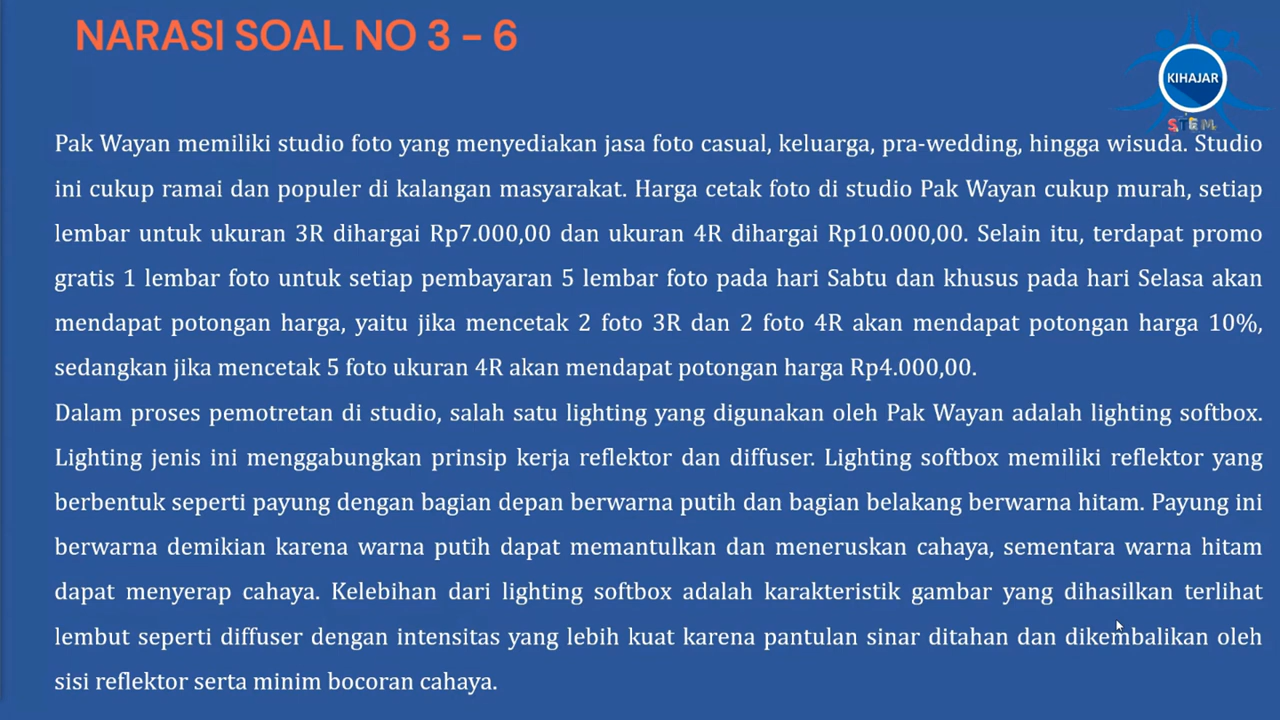 NARASI SOAL NO 3 – 6
KIHAJAR
STEM
Pak Wayan memiliki studio foto yang menyediakan jasa foto casual, keluarga, pra-wedding, hingga wisuda. Studio
ini cukup ramai dan populer di kalangan masyarakat. Harga cetak foto di studio Pak Wayan cukup murah, setiap
lembar untuk ukuran 3R dihargai Rp7.000,00 dan ukuran 4R dihargai Rp10.000,00. Selain itu, terdapat promo
gratis 1 lembar foto untuk setiap pembayaran 5 lembar foto pada hari Sabtu dan khusus pada hari Selasa akan
mendapat potongan harga, yaitu jika mencetak 2 foto 3R dan 2 foto 4R akan mendapat potongan harga 10%,
sedangkan jika mencetak 5 foto ukuran 4R akan mendapat potongan harga Rp4.000,00.
Dalam proses pemotretan di studio, salah satu lighting yang digunakan oleh Pak Wayan adalah lighting softbox.
Lighting jenis ini menggabungkan prinsip kerja reflektor dan diffuser. Lighting softbox memiliki reflektor yang
berbentuk seperti payung dengan bagian depan berwarna putih dan bagian belakang berwarna hitam. Payung ini
berwarna demikian karena warna putih dapat memantulkan dan meneruskan cahaya, sementara warna hitam
dapat menyerap cahaya. Kelebihan dari lighting softbox adalah karakteristik gambar yang dihasilkan terlihat
lembut seperti diffuser dengan intensitas yang lebih kuat karena pantulan sinar ditahan dan dikembalikan oleh
sisi reflektor serta minim bocoran cahaya.